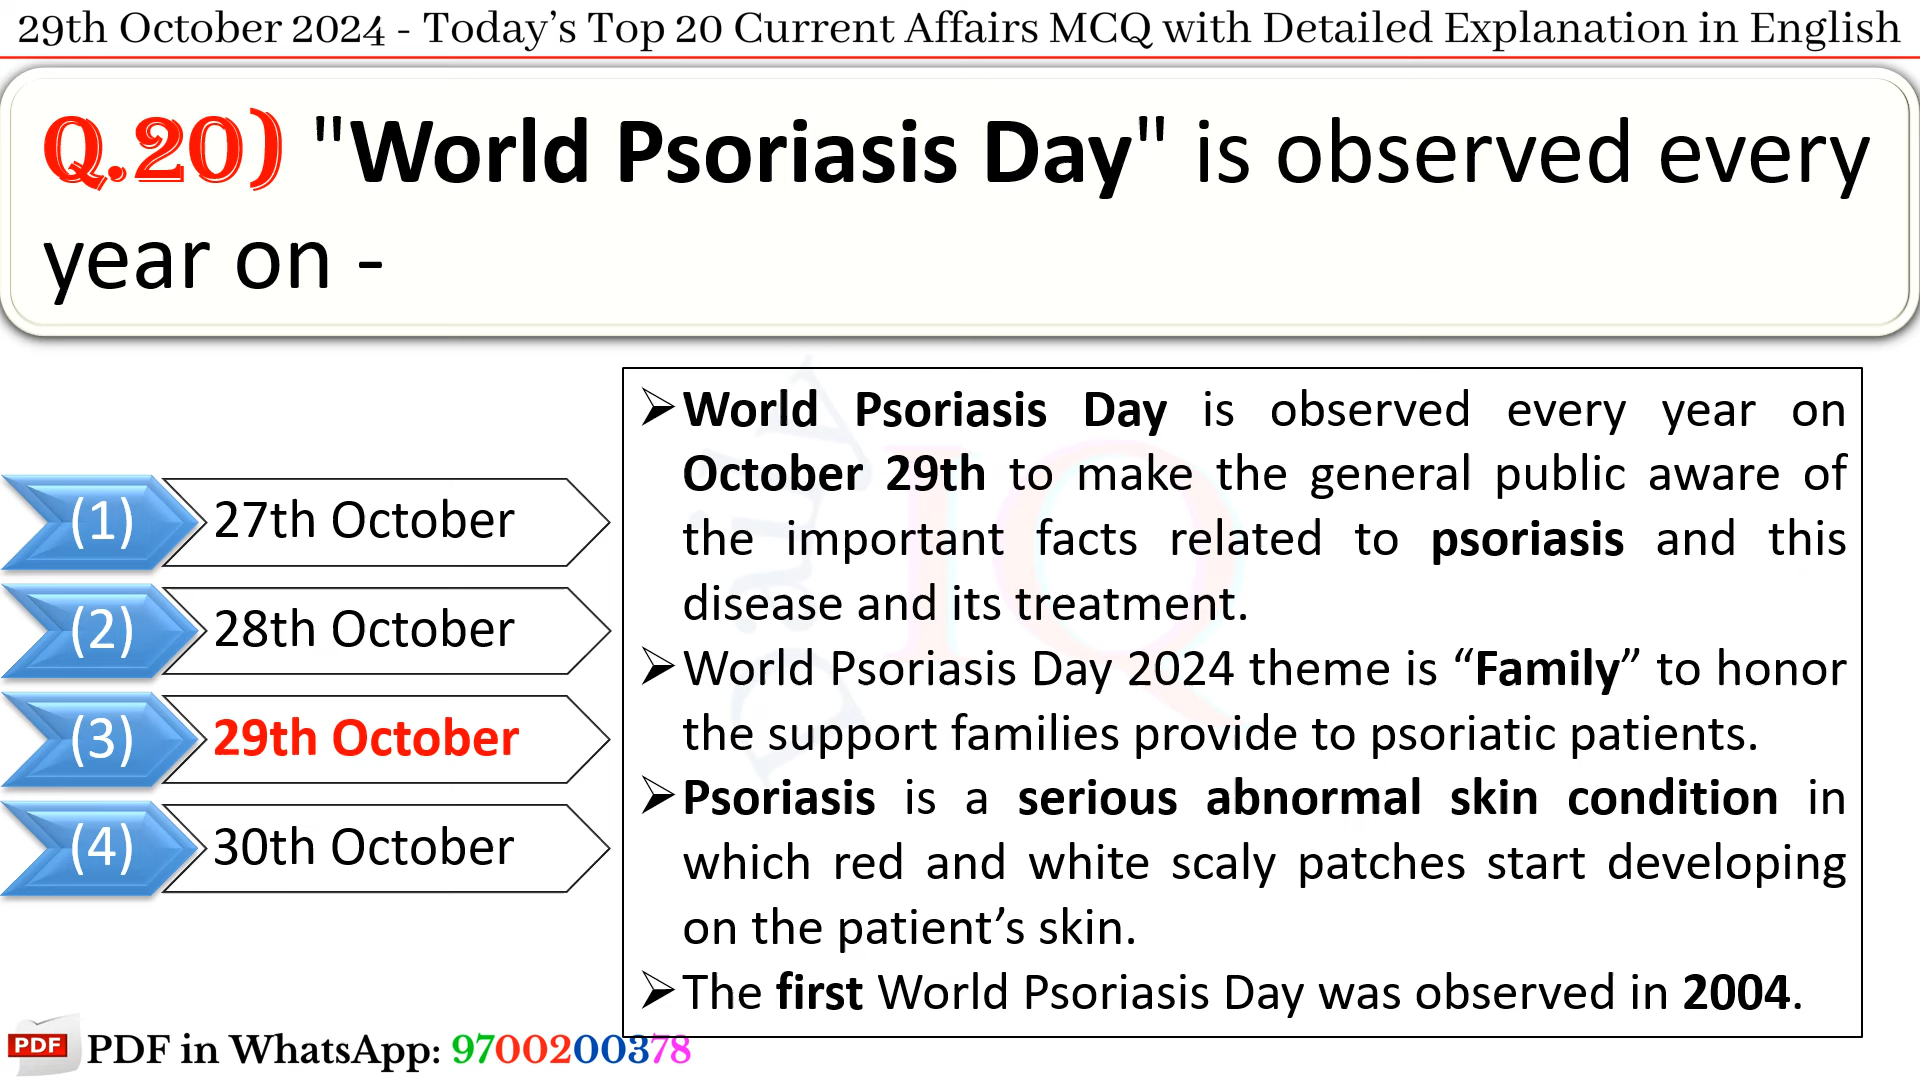 29th October 2024 - Today’s Top 20 Current Affairs MCQ with Detailed Explanation in English
Q.20) "World Psoriasis Day" is observed every
year on -
(1) 27th October
(2) 28th October
(3) 29th October
(4) 30th October
➢World Psoriasis Day is observed every year on
October 29th to make the general public aware of
the important facts related to psoriasis and this
disease and its treatment.
➢World Psoriasis Day 2024 theme is “Family” to honor
the support families provide to psoriatic patients.
➢Psoriasis is a serious abnormal skin condition in
which red and white scaly patches start developing
on the patient’s skin.
➢The first World Psoriasis Day was observed in 2004.
Daily IQ
PDF PDF in WhatsApp: 9700200378